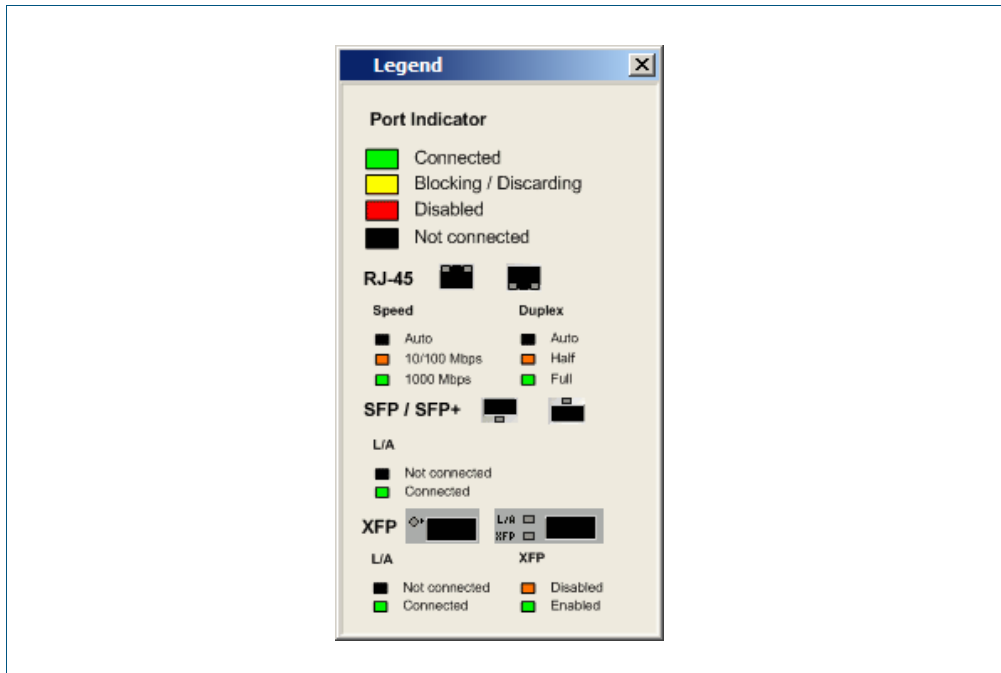 Legend
Port Indicator
Connected
Blocking / Discarding
Disabled
Not connected
RJ-45
Speed Duplex
Auto Auto
10/100 Mbps Half
1000 Mbps Full
SFP / SFP+
L/A
Not connected
Connected
XFP L/A
XFP
L/A XFP
Not connected Disabled
Connected Enabled